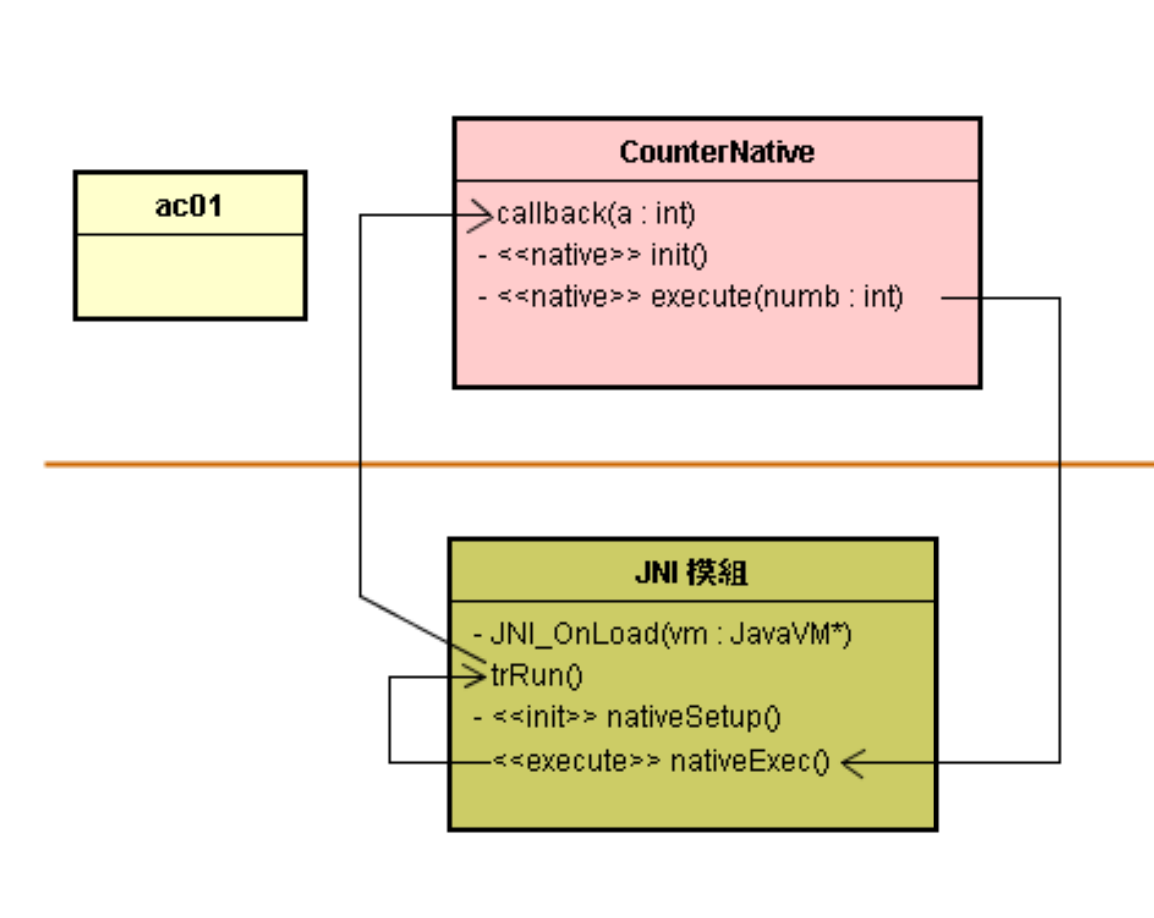 ac01
CounterNative
callback(a : int)
- <<native>> init()
- <<native>> execute(numb : int)
JNI 模組
- JNI_OnLoad(vm : JavaVM*)
trRun()
- <<init>> nativeSetup()
<<execute>> nativeExec()